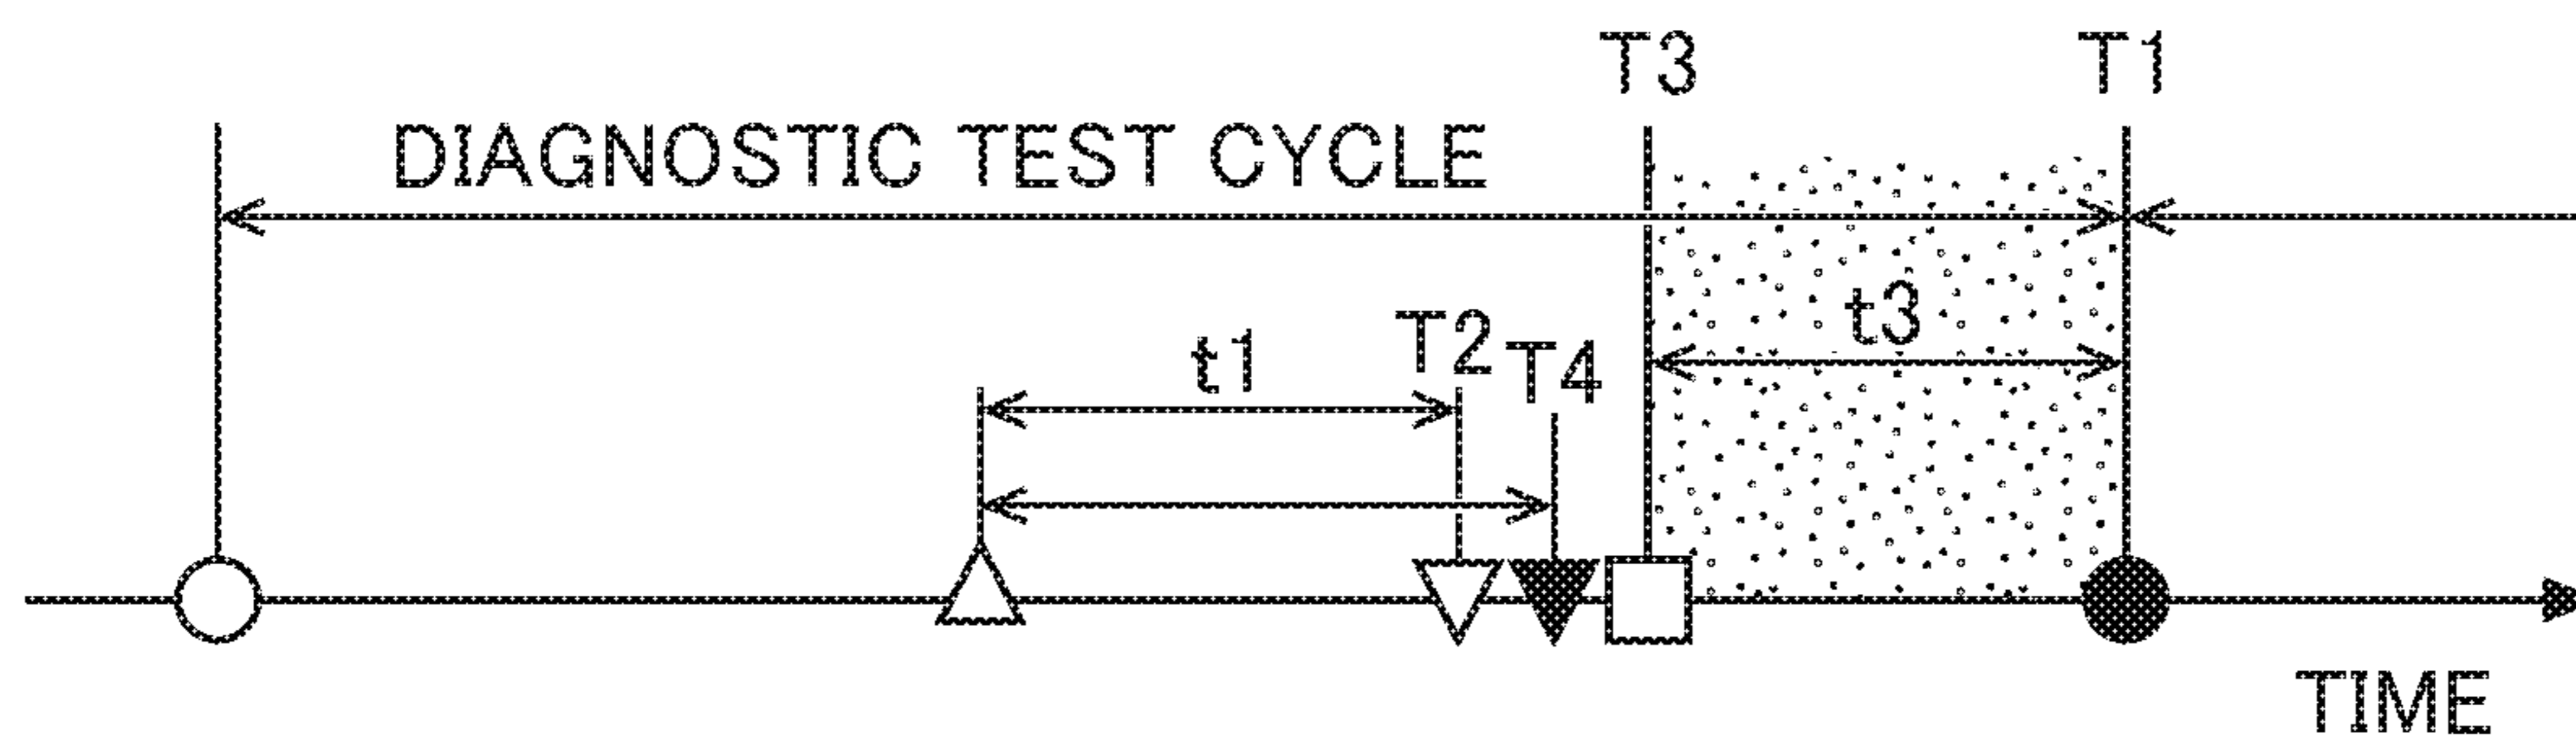 T3 T1
DIAGNOSTIC TEST CYCLE
t3
t1 T2 T4
TIME